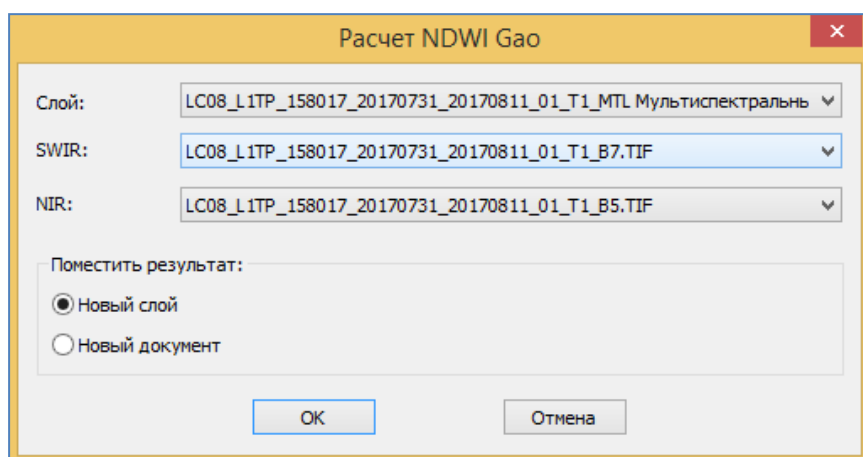 Расчет NDWI Gao
Слой: LC08_L1TP_158017_20170731_20170811_01_T1_MTL Мультиспектральнь
SWIR: LC08_L1TP_158017_20170731_20170811_01_T1_B7.TIF
NIR: LC08_L1TP_158017_20170731_20170811_01_T1_B5.TIF
Поместить результат:
Новый слой
Новый документ
OK Отмена